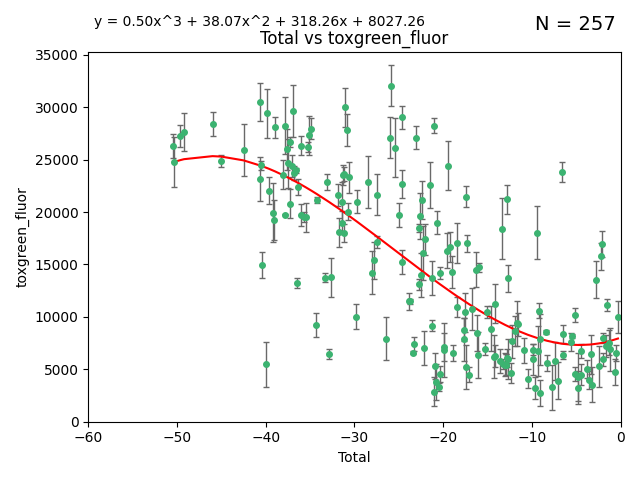 y = 0.50x^3 + 38.07x^2 + 318.26x + 8027.26
N = 257
Total vs toxgreen_fluor
35000
30000
25000
20000
15000
10000
5000
0
toxgreen_fluor
−60 −50 −40 −30 −20 −10 0
Total